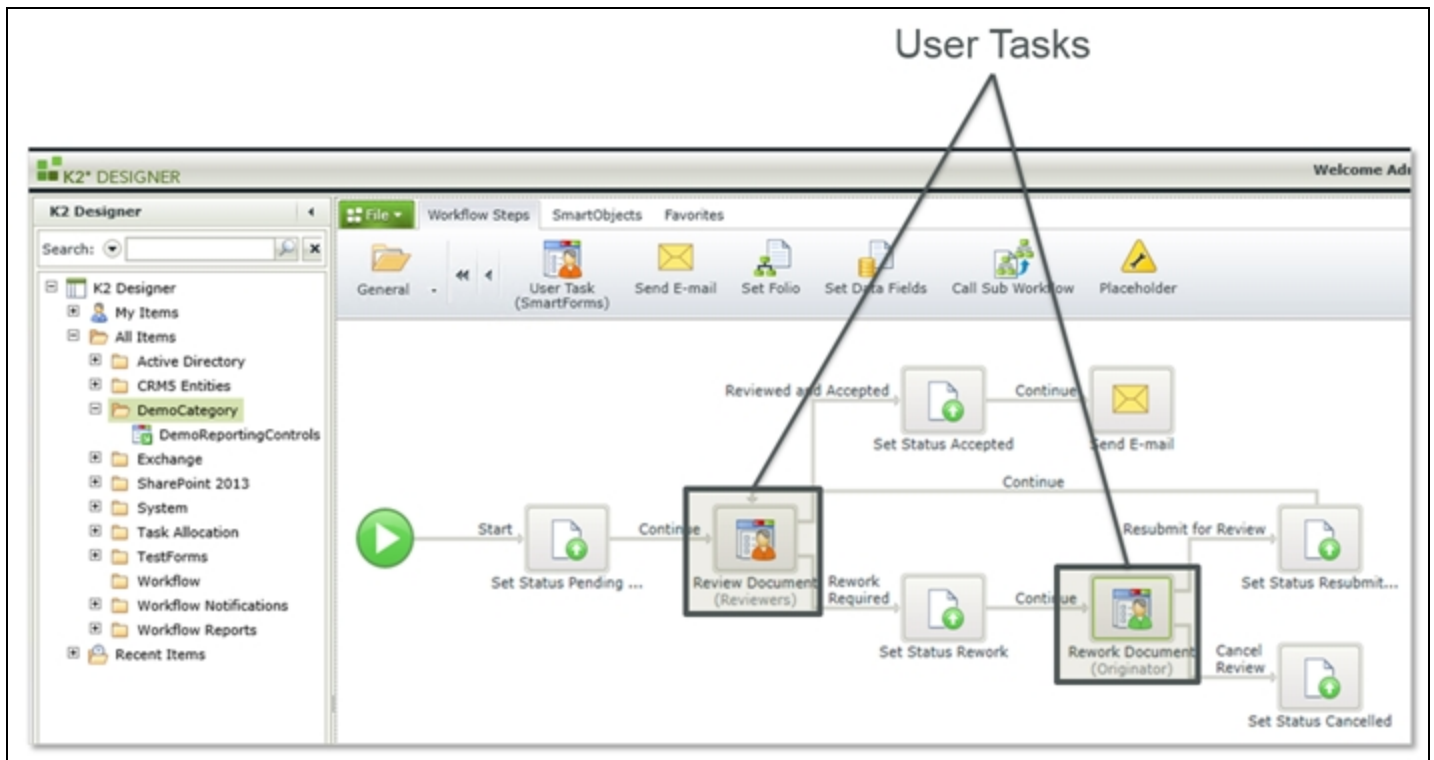 User Tasks
K2* DESIGNER
Welcome Adı
K2 Designer
File
Workflow Steps
SmartObjects
Favorites
Search:
General
User Task
(SmartForms)
Send E-mail
Set Folio
Set Data Fields
Call Sub Workflow
Placeholder
K2 Designer
My Items
All Items
Active Directory
CRM5 Entities
DemoCategory
DemoReportingControls
Exchange
SharePoint 2013
System
Task Allocation
TestForms
Workflow
Workflow Notifications
Workflow Reports
Recent Items
Reviewed and Accepted
Continue
Set Status Accepted
Send E-mail
Continue
Start
Continue
Resubmit for Review
Set Status Pending ...
Review Document
(Reviewers)
Rework
Required
Continue
Set Status Resubmit...
Set Status Rework
Rework Document
(Originator)
Cancel
Review
Set Status Cancelled